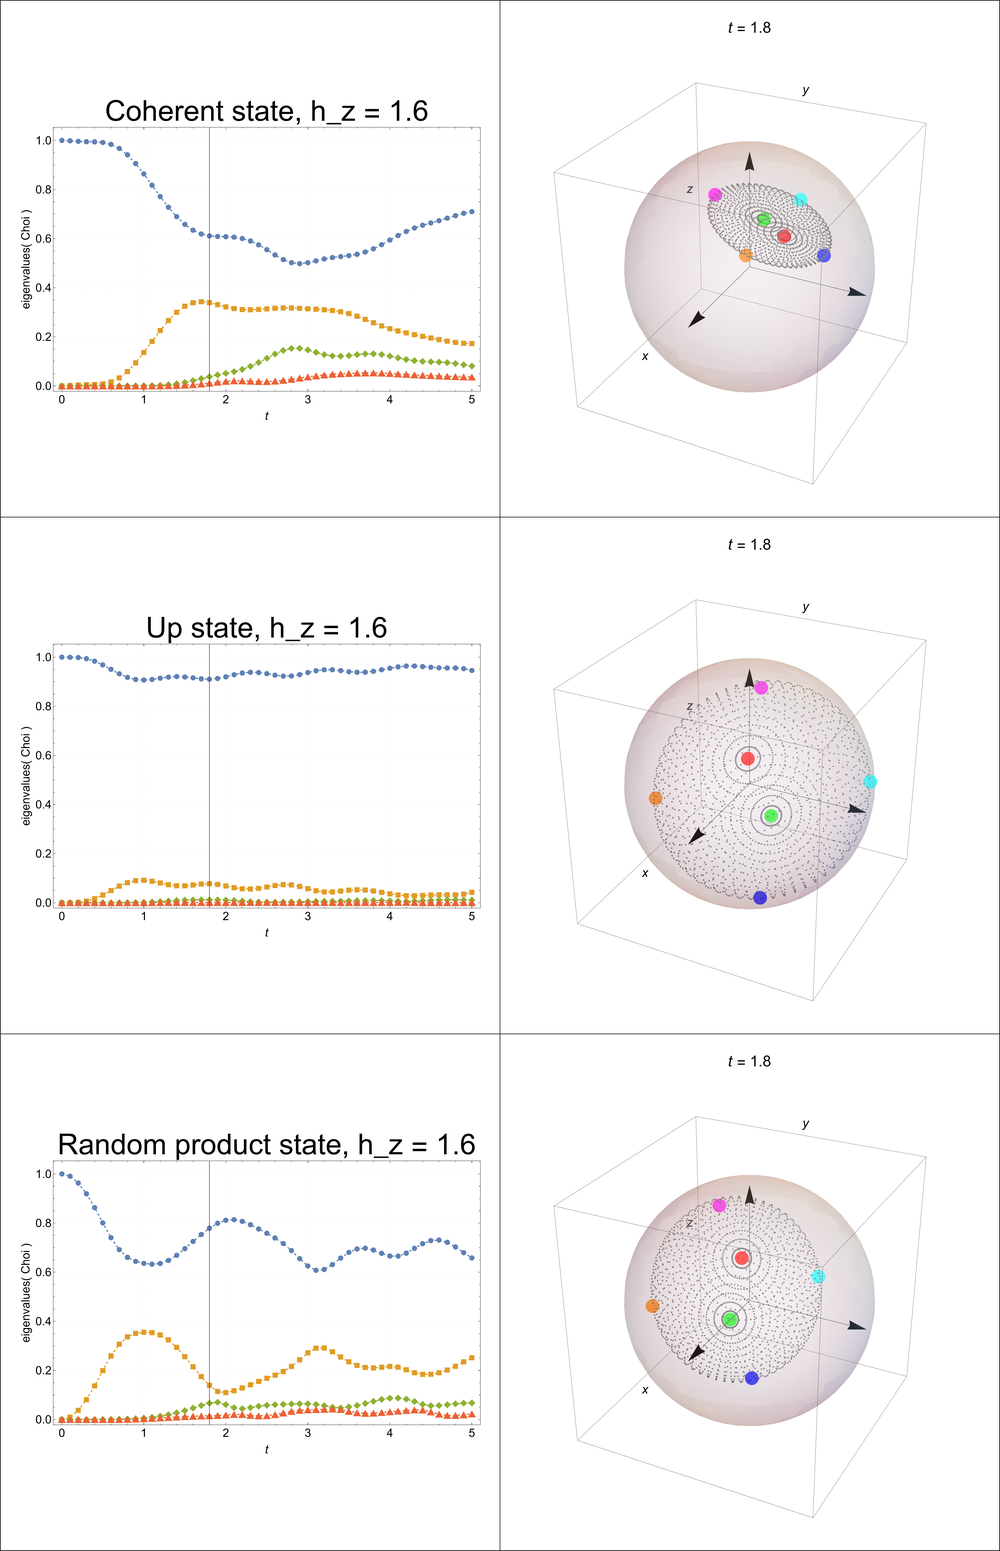 Coherent state, h_z = 1.6
eigenvalues( Choi )
1.0
0.8
0.6
0.4
0.2
0.0
0 1 2 3 4 5
t
t = 1.8
y
z
x
Up state, h_z = 1.6
eigenvalues( Choi )
1.0
0.8
0.6
0.4
0.2
0.0
0 1 2 3 4 5
t
t = 1.8
y
z
x
Random product state, h_z = 1.6
eigenvalues( Choi )
1.0
0.8
0.6
0.4
0.2
0.0
0 1 2 3 4 5
t
t = 1.8
y
z
x